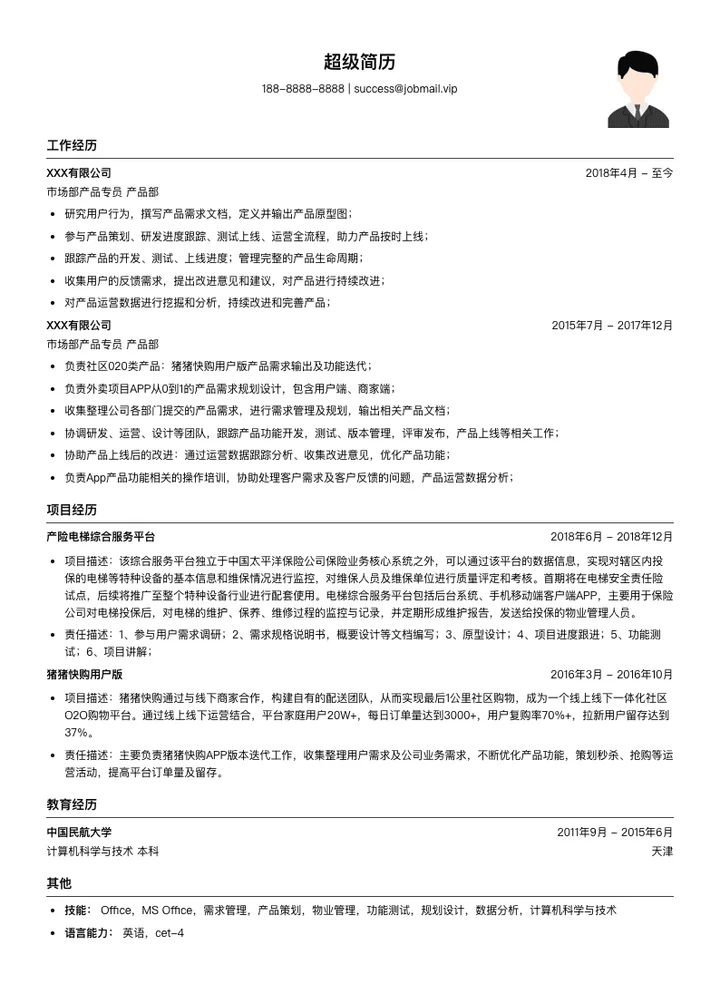 超级简历
188-8888-8888 | success@jobmail.vip
工作经历
XXX有限公司 2018年4月 – 至今
市场部产品专员 产品部
• 研究用户行为，撰写产品需求文档，定义并输出产品原型图；
• 参与产品策划、研发进度跟踪、测试上线、运营全流程，助力产品按时上线；
• 跟踪产品的开发、测试、上线进度；管理完整的产品生命周期；
• 收集用户的反馈需求，提出改进意见和建议，对产品进行持续改进；
• 对产品运营数据进行挖掘和分析，持续改进和完善产品；
XXX有限公司 2015年7月 – 2017年12月
市场部产品专员 产品部
• 负责社区020类产品：猪猪快购用户版产品需求输出及功能迭代；
• 负责外卖项目APP从0到1的产品需求规划设计，包含用户端、商家端；
• 收集整理公司各部门提交的产品需求，进行需求管理及规划，输出相关产品文档；
• 协调研发、运营、设计等团队，跟踪产品功能开发，测试、版本管理，评审发布，产品上线等相关工作；
• 协助产品上线后的改进：通过运营数据跟踪分析、收集改进意见，优化产品功能；
• 负责App产品功能相关的操作培训，协助处理客户需求及客户反馈的问题，产品运营数据分析；
项目经历
产险电梯综合服务平台 2018年6月 – 2018年12月
• 项目描述：该综合服务平台独立于中国太平洋保险公司保险业务核心系统之外，可以通过该平台的数据信息，实现对辖区内投
保的电梯等特种设备的基本信息和维保情况进行监控，对维保人员及维保单位进行质量评定和考核。首期将在电梯安全责任险
试点，后续将推广至整个特种设备行业进行配套使用。电梯综合服务平台包括后台系统、手机移动端客户端APP，主要用于保险
公司对电梯投保后，对电梯的维护、保养、维修过程的监控与记录，并定期形成维护报告，发送给投保的物业管理人员。
• 责任描述：1、参与用户需求调研；2、需求规格说明书，概要设计等文档编写；3、原型设计；4、项目进度跟进；5、功能测
试；6、项目讲解；
猪猪快购用户版 2016年3月 – 2016年10月
• 项目描述：猪猪快购通过与线下商家合作，构建自有的配送团队，从而实现最后1公里社区购物，成为一个线上线下一体化社区
O2O购物平台。通过线上线下运营结合，平台家庭用户20W+，每日订单量达到3000+，用户复购率70%+，拉新用户留存达到
37%。
• 责任描述：主要负责猪猪快购APP版本迭代工作，收集整理用户需求及公司业务需求，不断优化产品功能，策划秒杀、抢购等运
营活动，提高平台订单量及留存。
教育经历
中国民航大学 2011年9月 – 2015年6月
计算机科学与技术 本科 天津
其他
• 技能： Office，MS Office，需求管理，产品策划，物业管理，功能测试，规划设计，数据分析，计算机科学与技术
• 语言能力： 英语，cet-4